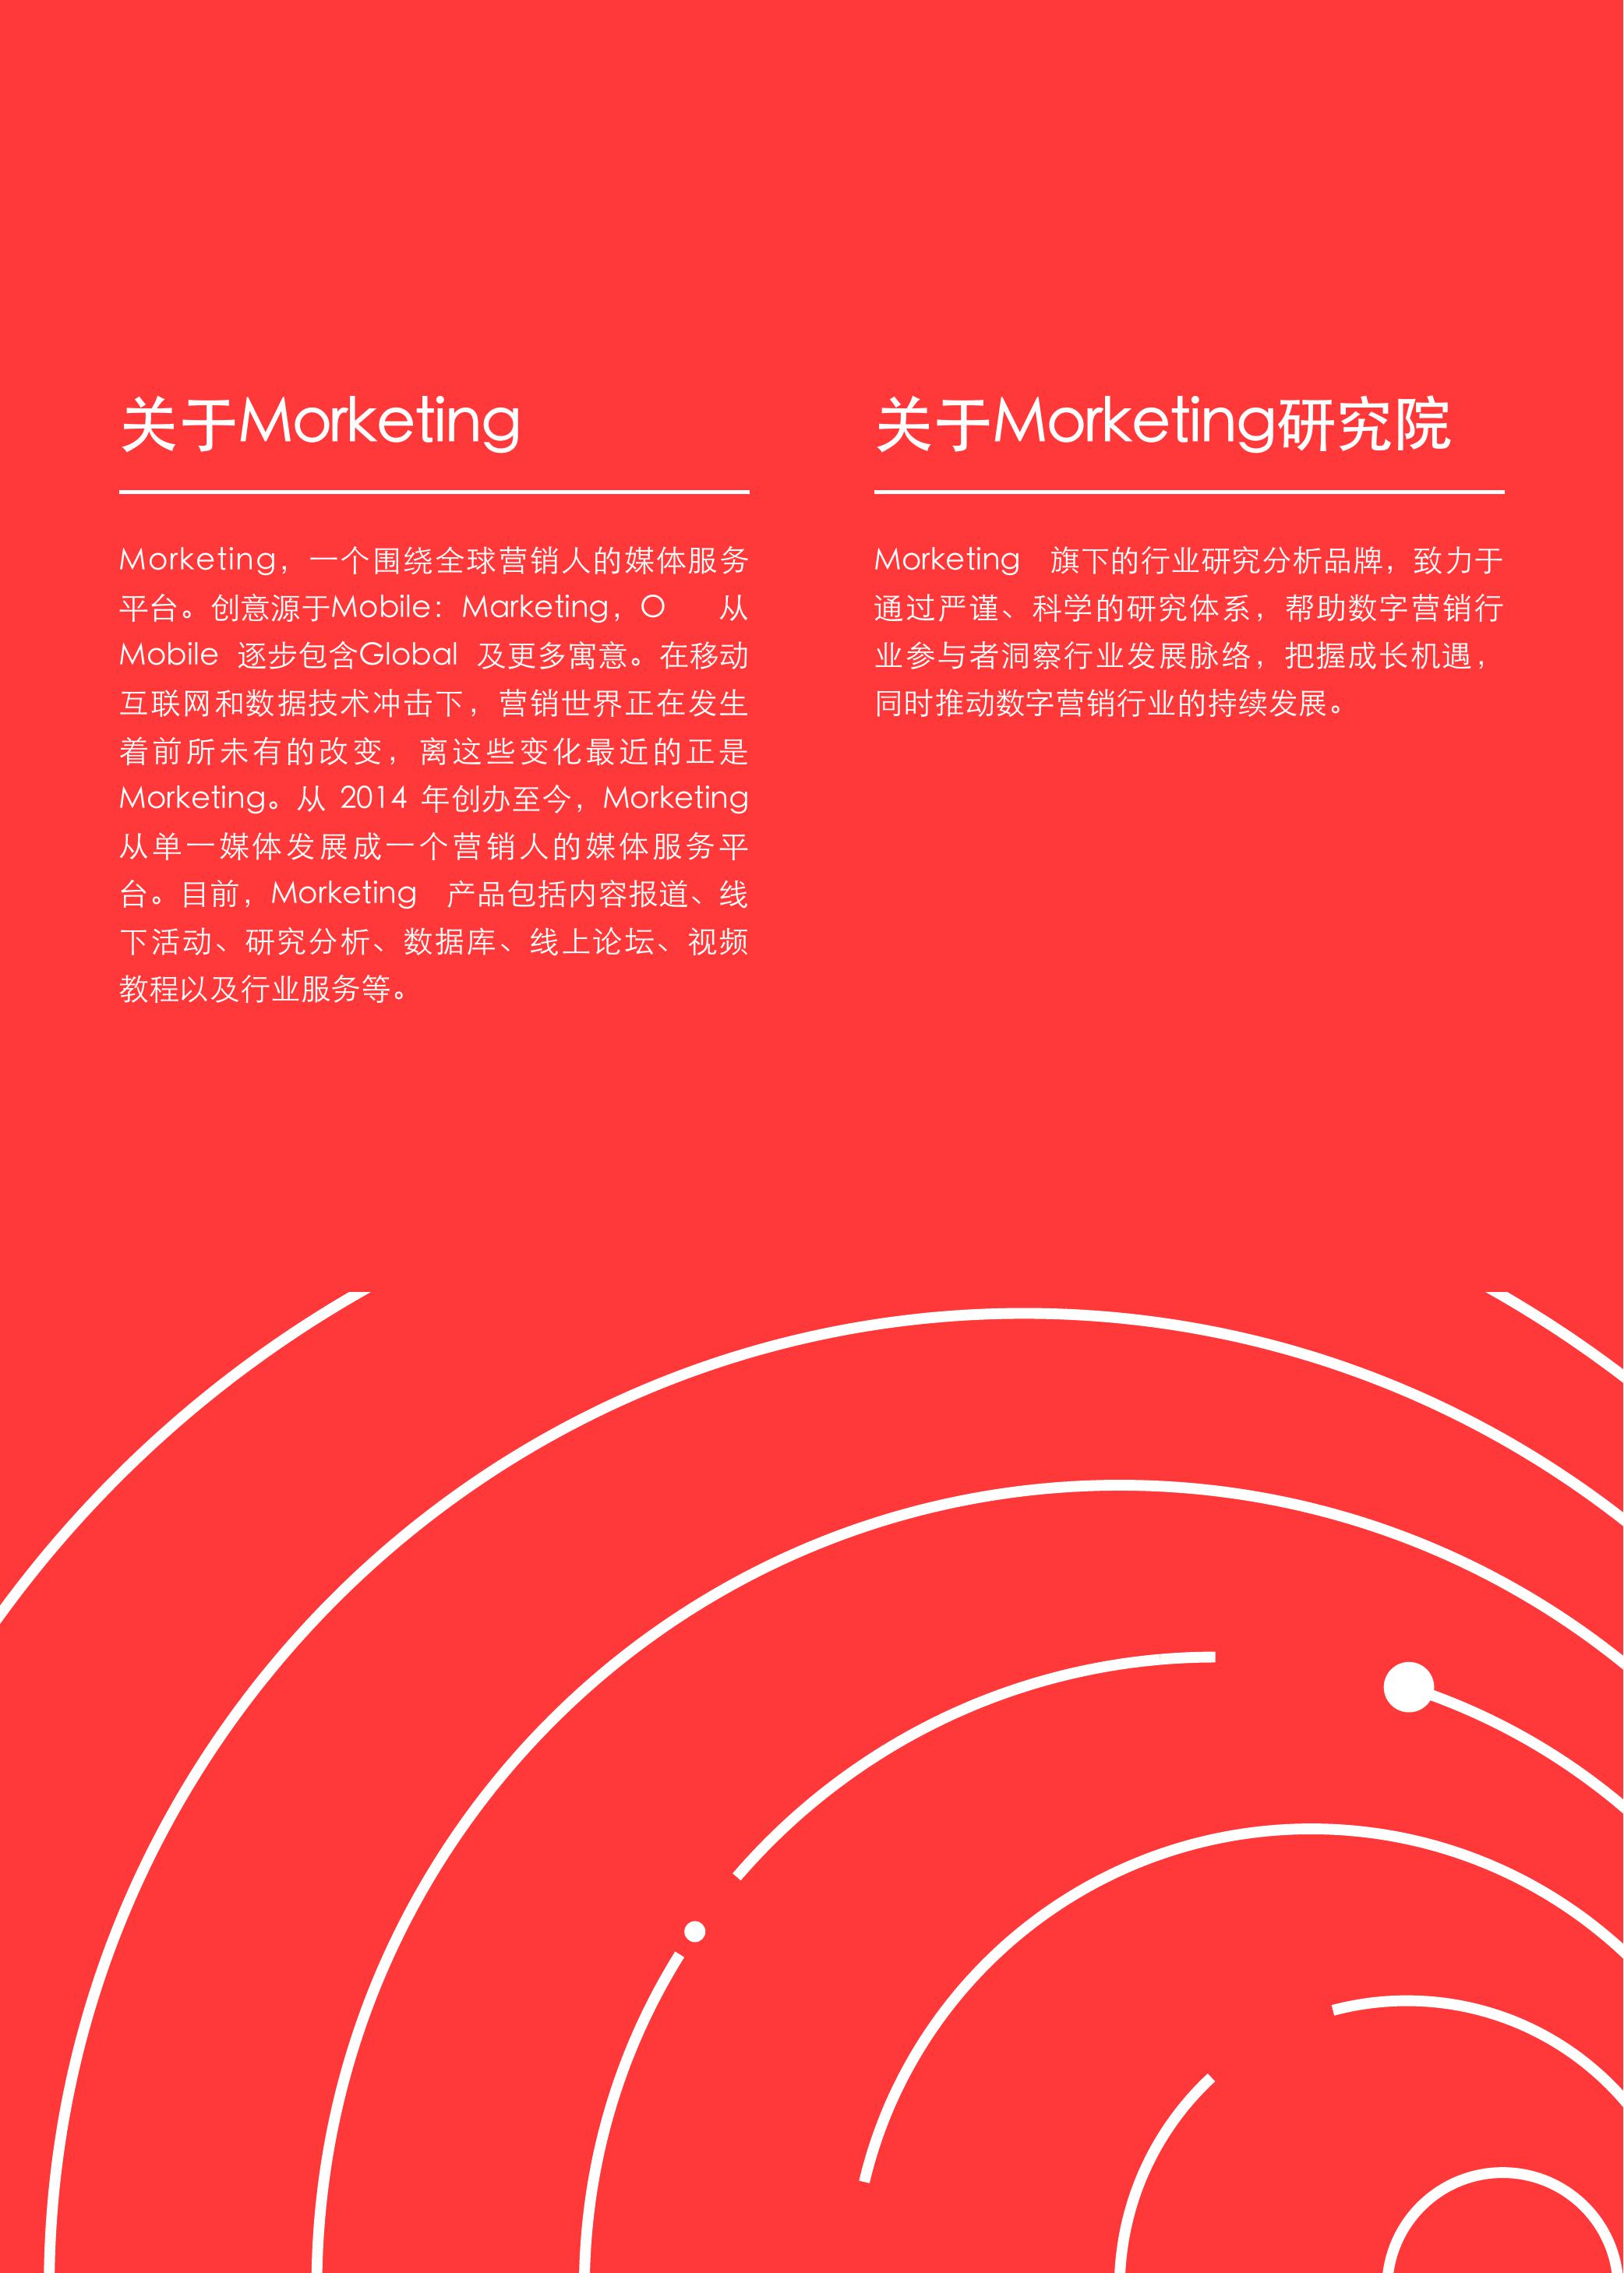 关于Morketing
Morketing，一个围绕全球营销人的媒体服务
平台。创意源于Mobile：Marketing，O 从
Mobile 逐步包含Global 及更多寓意。在移动
互联网和数据技术冲击下，营销世界正在发生
着前所未有的改变，离这些变化最近的正是
Morketing。从 2014 年创办至今，Morketing
从单一媒体发展成一个营销人的媒体服务平
台。目前，Morketing 产品包括内容报道、线
下活动、研究分析、数据库、线上论坛、视频
教程以及行业服务等。
关于Morketing研究院
Morketing 旗下的行业研究分析品牌，致力于
通过严谨、科学的研究体系，帮助数字营销行
业参与者洞察行业发展脉络，把握成长机遇，
同时推动数字营销行业的持续发展。